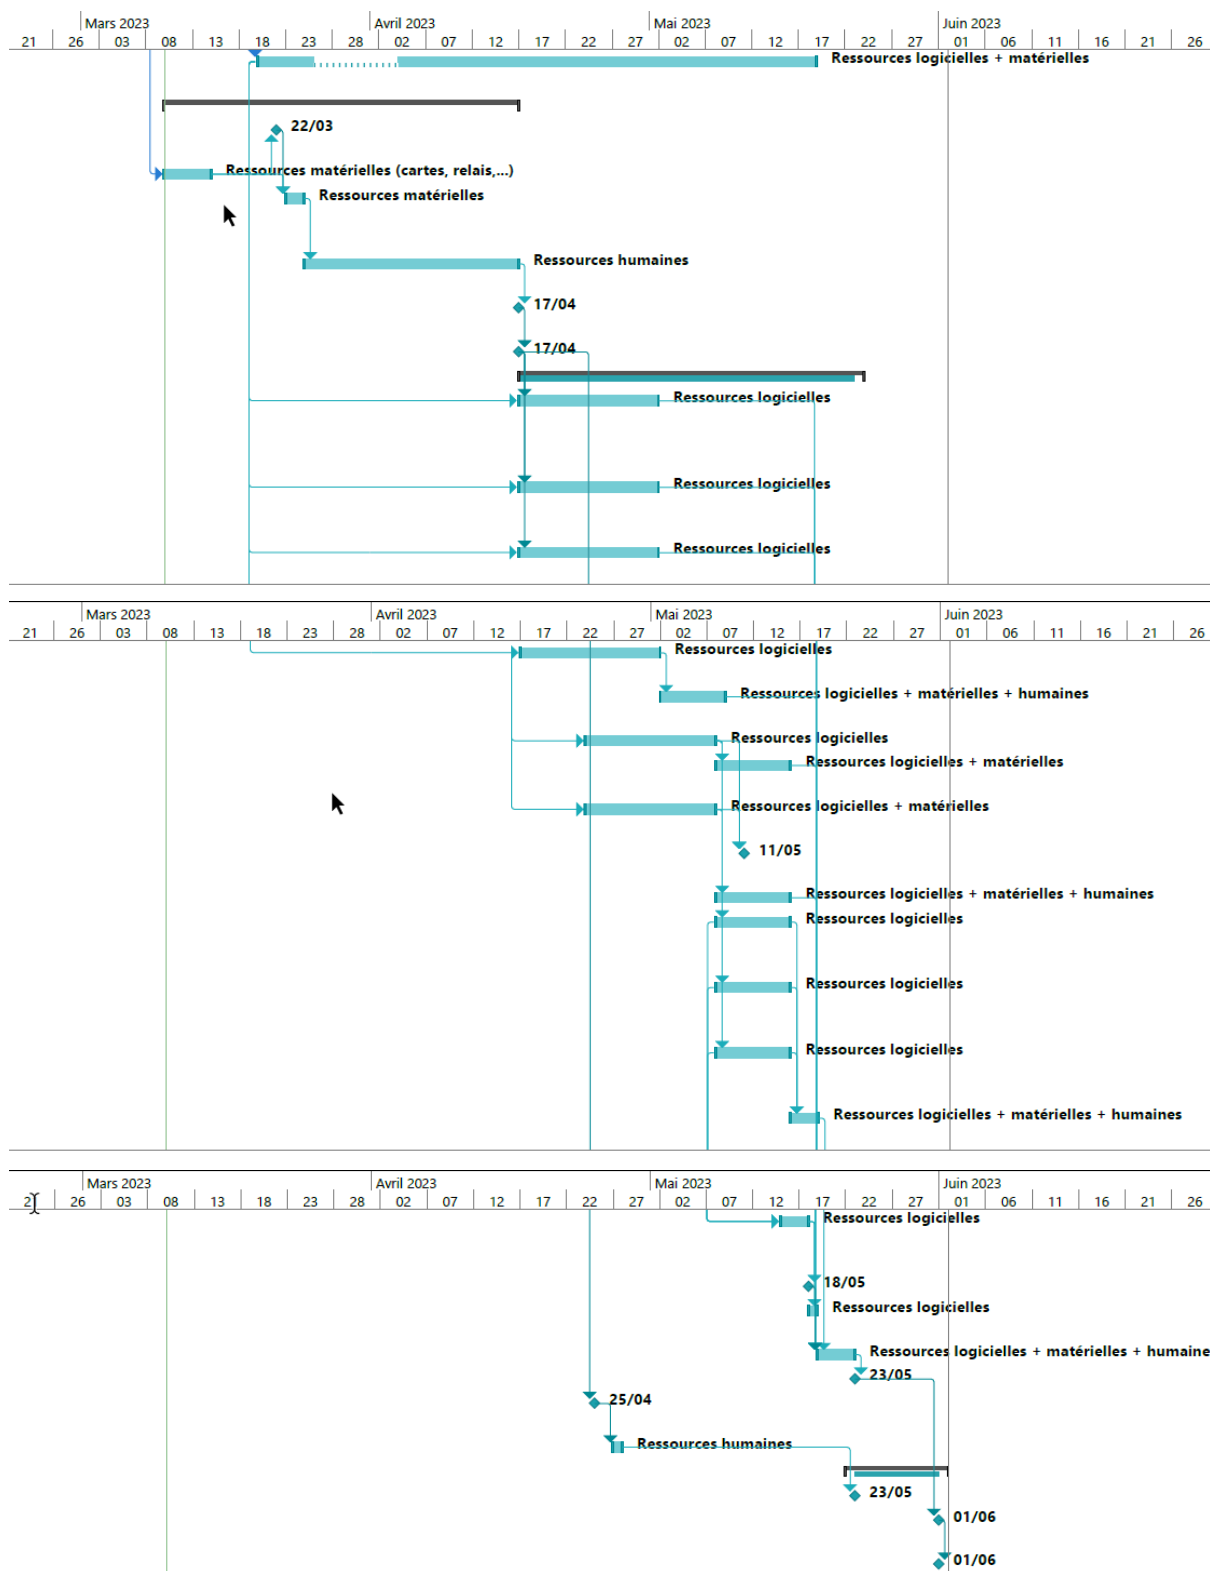 Mars 2023 Avril 2023 Mai 2023 Juin 2023
21 26 03 08 13 18 23 28 02 07 12 17 22 27 02 07 12 17 22 27 01 06 11 16 21 26
Ressources logicielles + matérielles
22/03
Ressources matérielles (cartes, relais,...)
Ressources matérielles
Ressources humaines
17/04
17/04
Ressources logicielles
Ressources logicielles
Ressources logicielles
Mars 2023 Avril 2023 Mai 2023 Juin 2023
21 26 03 08 13 18 23 28 02 07 12 17 22 27 02 07 12 17 22 27 01 06 11 16 21 26
Ressources logicielles
Ressources logicielles + matérielles + humaines
Ressources logicielles
Ressources logicielles + matérielles
Ressources logicielles + matérielles
11/05
Ressources logicielles + matérielles + humaines
Ressources logicielles
Ressources logicielles
Ressources logicielles
Ressources logicielles + matérielles + humaines
Mars 2023 Avril 2023 Mai 2023 Juin 2023
21 26 03 08 13 18 23 28 02 07 12 17 22 27 02 07 12 17 22 27 01 06 11 16 21 26
Ressources logicielles
18/05
Ressources logicielles
Ressources logicielles + matérielles + humaine
23/05
25/04
Ressources humaines
23/05
01/06
01/06